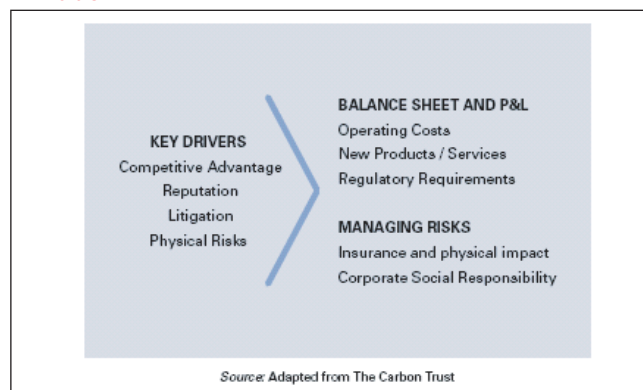 KEY DRIVERS
Competitive Advantage
Reputation
Litigation
Physical Risks
BALANCE SHEET AND P&L
Operating Costs
New Products / Services
Regulatory Requirements
MANAGING RISKS
Insurance and physical impact
Corporate Social Responsibility
Source: Adapted from The Carbon Trust